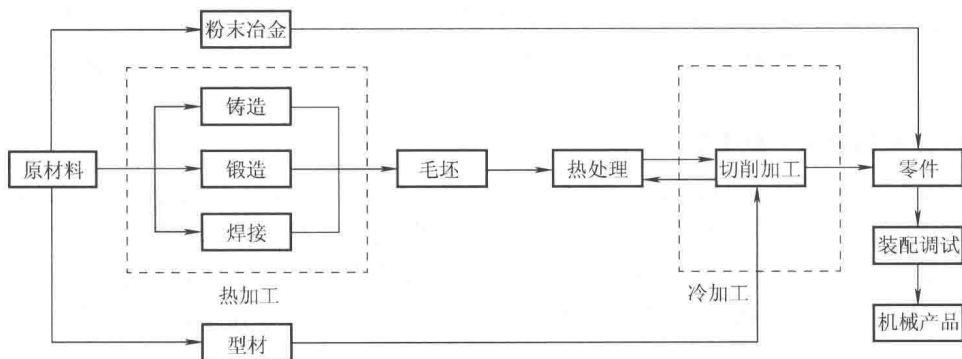 粉末冶金
铸造
原材料
锻造
毛坯
热处理
切削加工
零件
焊接
装配调试
热加工
冷加工
型材
机械产品